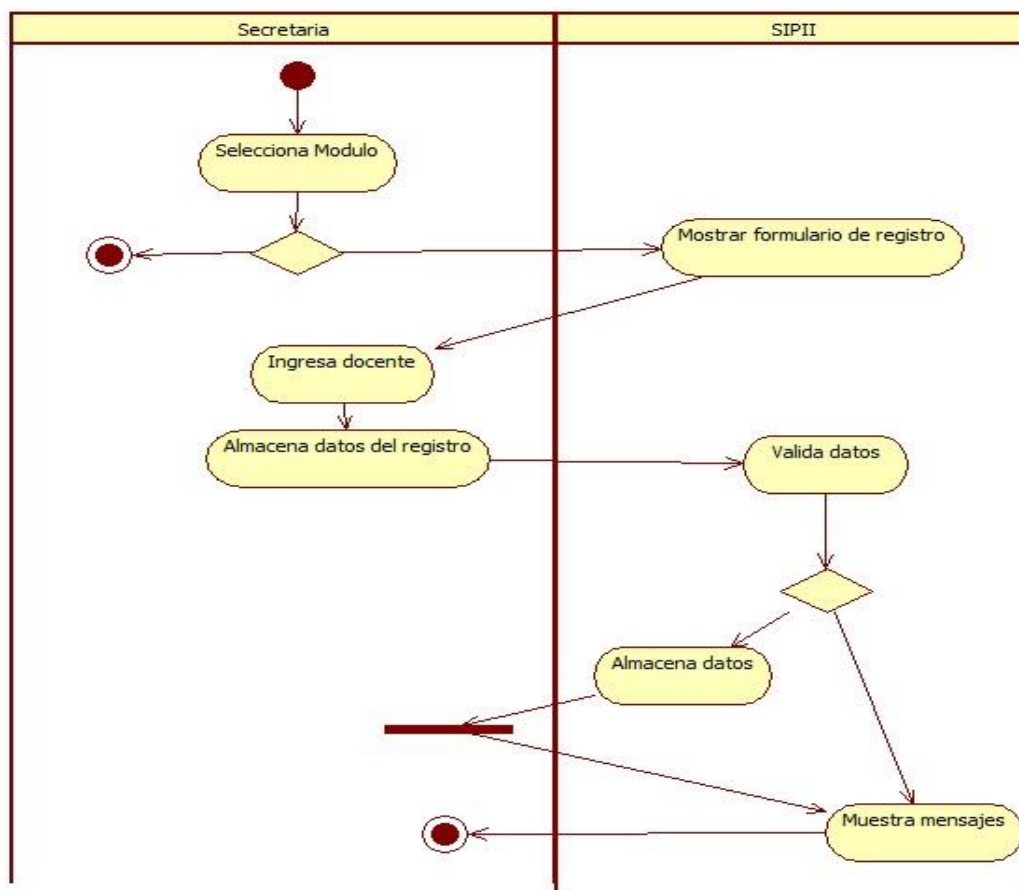 Secretaria
SIPII
Selecciona Modulo
Mostrar formulario de registro
Ingresa docente
Almacena datos del registro
Valida datos
Almacena datos
Muestra mensajes